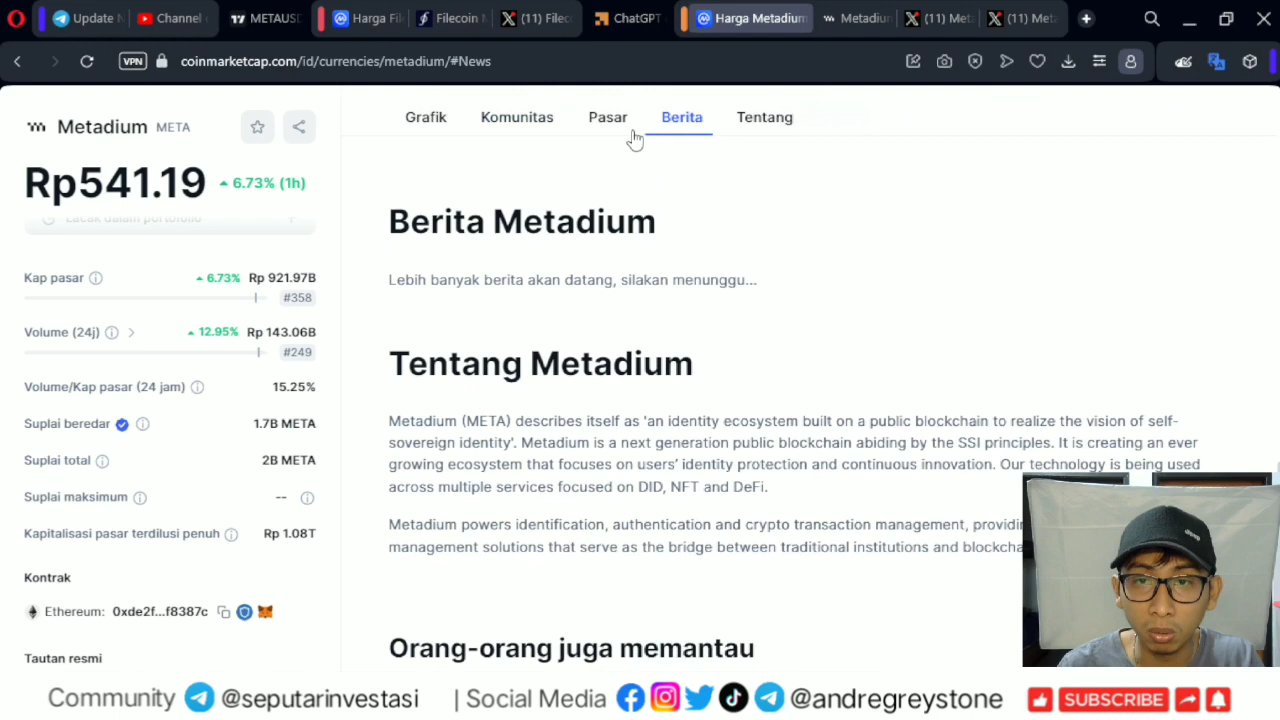 Update N
Channel
METAUSD
Harga File
Filecoin N
(11) Filec
ChatGPT
Harga Metadium
Metadium
(11) Met
(11) Met
VPN
coinmarketcap.com/id/currencies/metadium/#News
Metadium META
Rp541.19
6.73% (1h)
Lacak dalam portofolio
Kap pasar 6.73% Rp 921.97B
#358
Volume (24j) 12.95% Rp 143.06B
#249
Volume/Kap pasar (24 jam) 15.25%
Suplai beredar 1.7B META
Suplai total 2B META
Suplai maksimum --
Kapitalisasi pasar terdilusi penuh Rp 1.08T
Kontrak
Ethereum: 0xde2f...f8387c
Tautan resmi
Grafik Komunitas Pasar Berita Tentang
Berita Metadium
Lebih banyak berita akan datang, silakan menunggu...
Tentang Metadium
Metadium (META) describes itself as 'an identity ecosystem built on a public blockchain to realize the vision of self-
sovereign identity'. Metadium is a next generation public blockchain abiding by the SSI principles. It is creating an ever
growing ecosystem that focuses on users' identity protection and continuous innovation. Our technology is being used
across multiple services focused on DID, NFT and DeFi.
Metadium powers identification, authentication and crypto transaction management, providin
management solutions that serve as the bridge between traditional institutions and blockcha
Orang-orang juga memantau
Community @seputarinvestasi | Social Media @andregreystone SUBSCRIBE